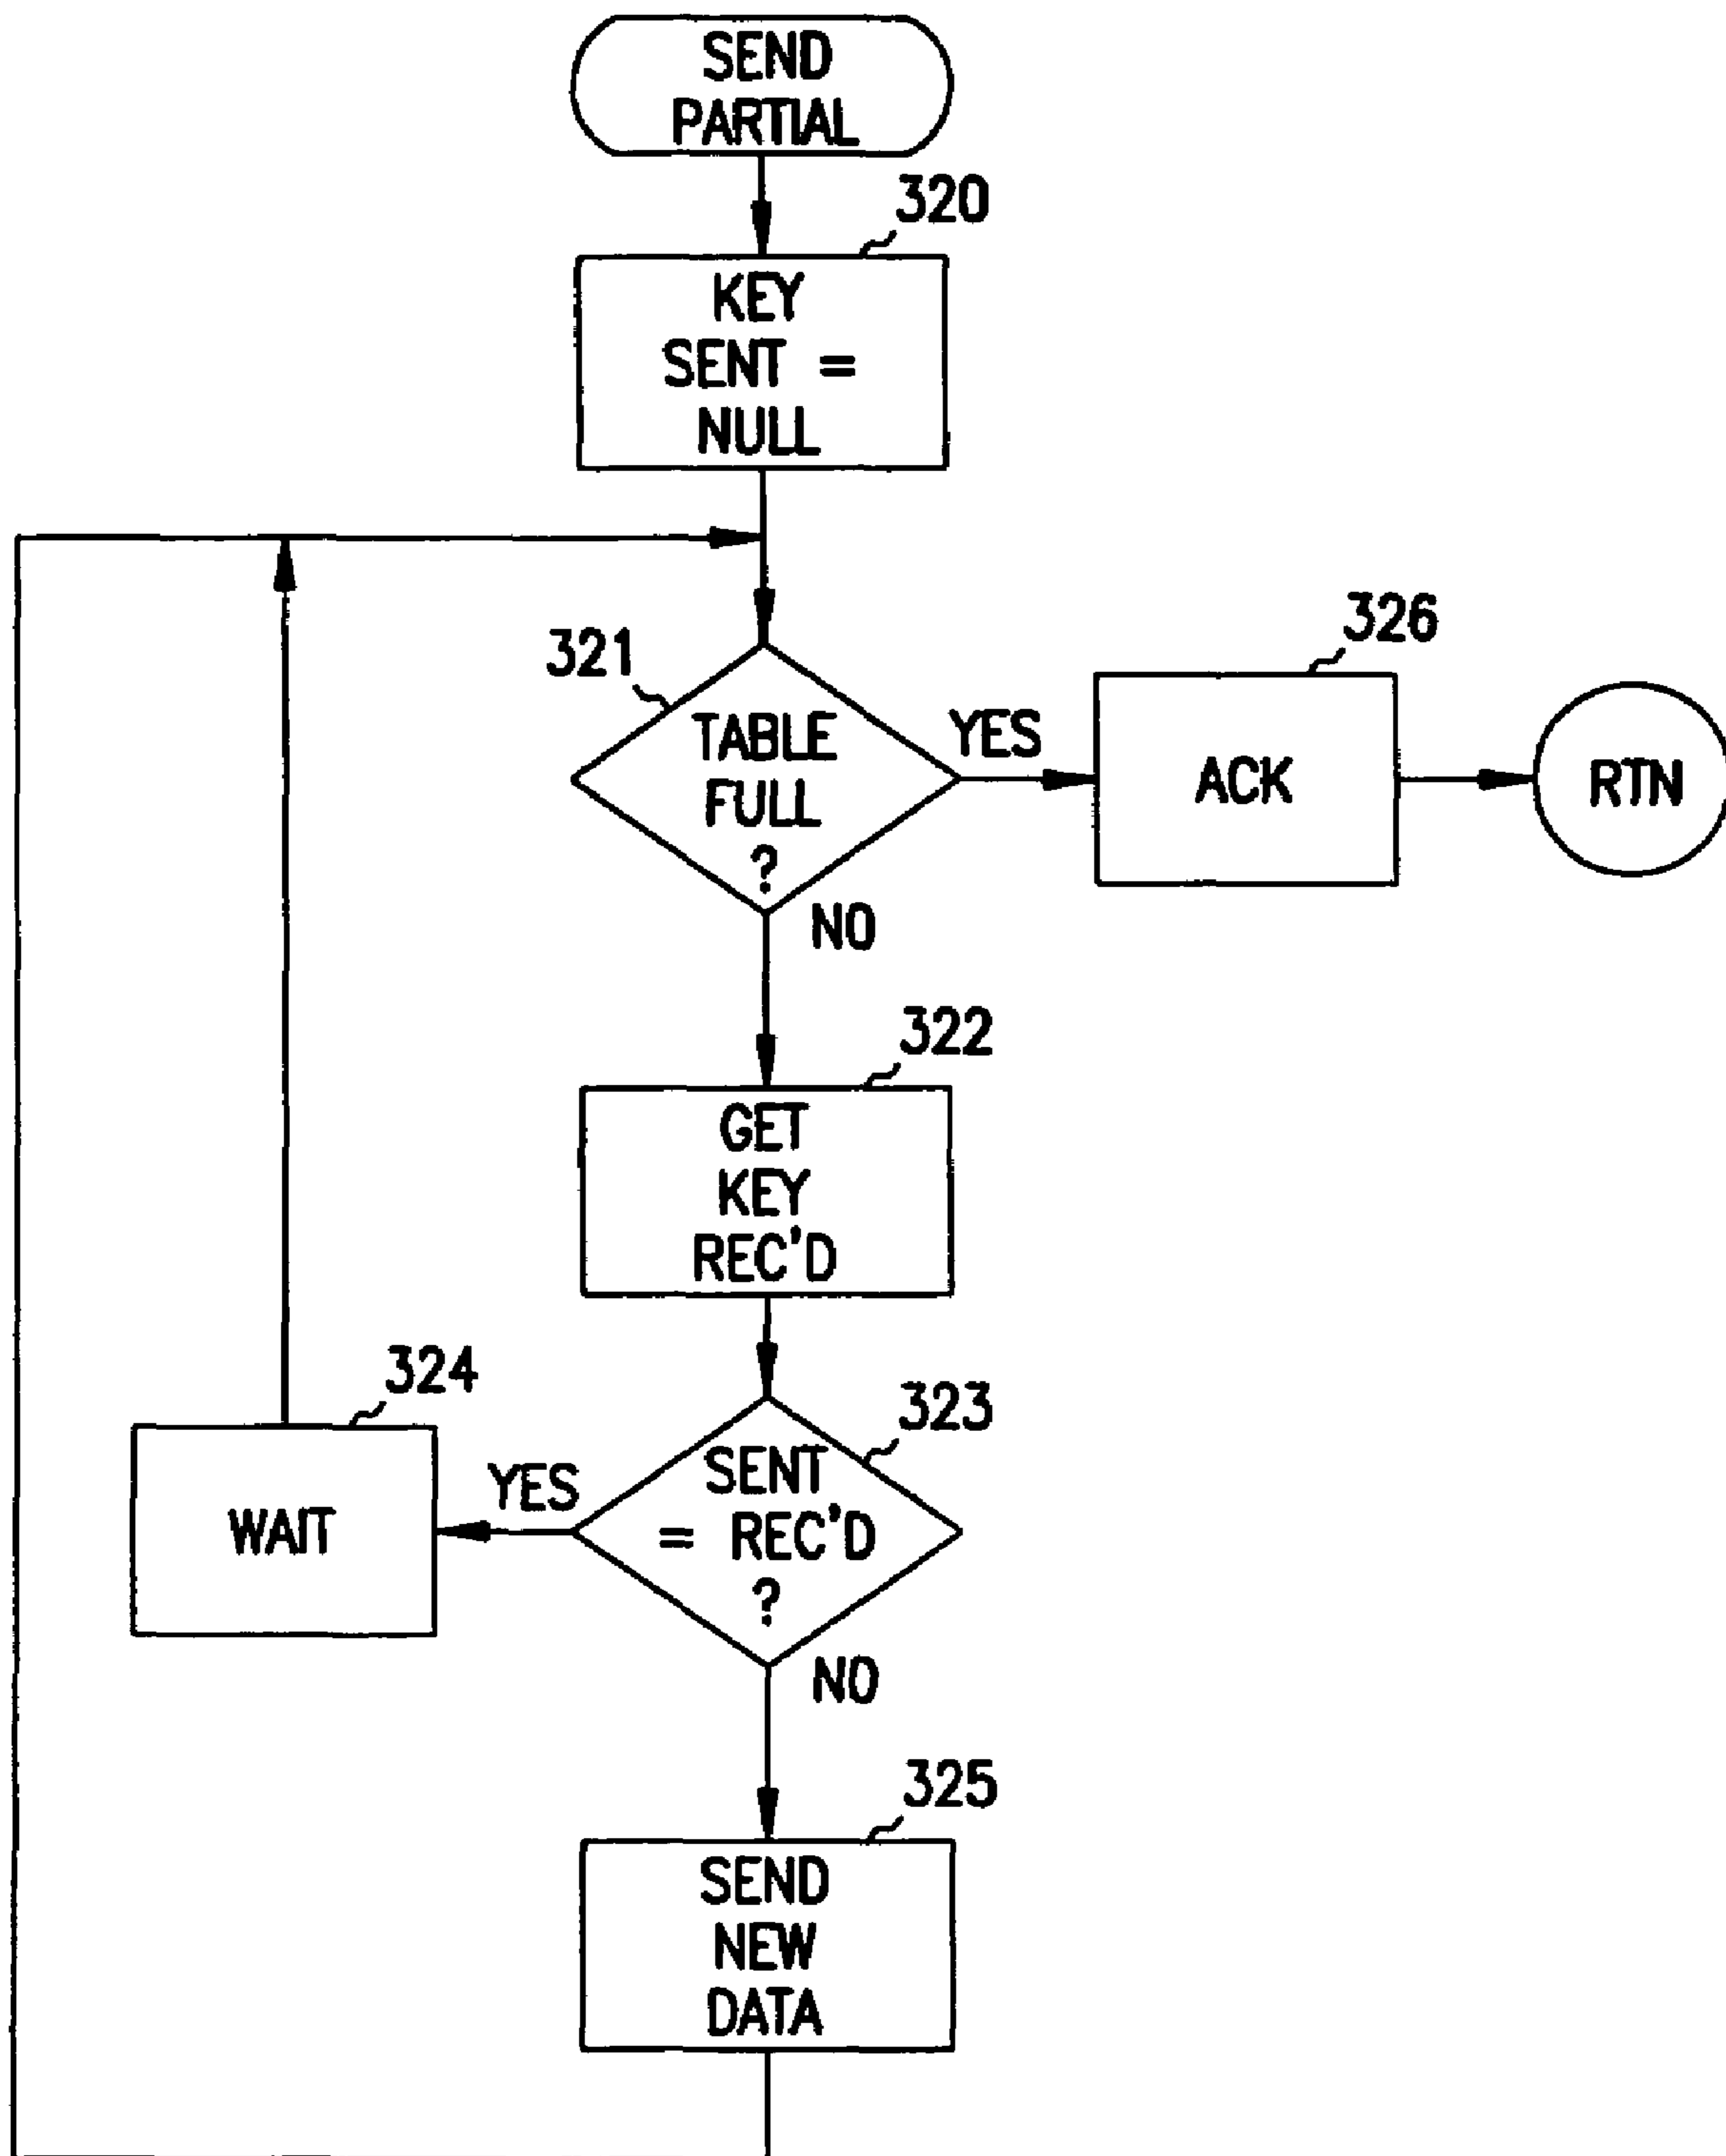 SEND
PARTIAL
320
KEY
SENT =
NULL
321
TABLE
FULL
?
YES
326
ACK
RTN
NO
322
GET
KEY
REC'D
324
323
WAIT
YES
SENT
= REC'D
?
NO
325
SEND
NEW
DATA